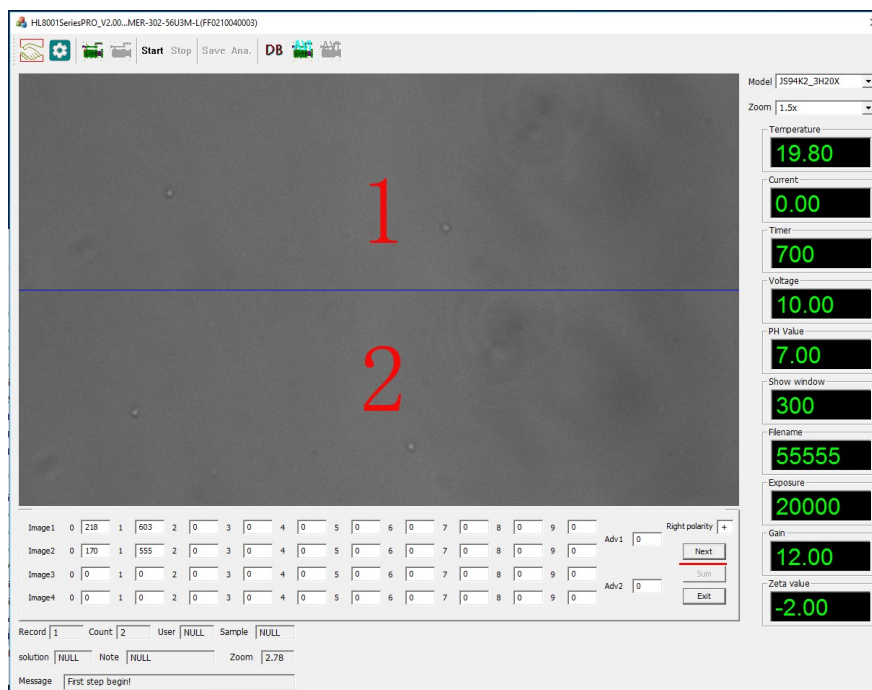 HL8001SeriesPRO_V2.00...MER-302-56U3M-L(FF0210040003)
Start Stop Save Ana. DB AVI AVI
Model JS94K2_3H20X
Zoom 1.5x
Temperature
19.80
1
Current
0.00
Timer
700
Voltage
10.00
2
PH Value
7.00
Show window
300
Filename
55555
Exposure
20000
Gain
12.00
Zeta value
-2.00
Image1 0 218 1 603 2 0 3 0 4 0 5 0 6 0 7 0 8 0 9 0 Right polarity +
Adv1 0
Image2 0 170 1 555 2 0 3 0 4 0 5 0 6 0 7 0 8 0 9 0 Next
Image3 0 0 1 0 2 0 3 0 4 0 5 0 6 0 7 0 8 0 9 0 Sum
Adv2 0
Image4 0 0 1 0 2 0 3 0 4 0 5 0 6 0 7 0 8 0 9 0 Exit
Record 1 Count 2 User NULL Sample NULL
solution NULL Note NULL Zoom 2.78
Message First step begin!